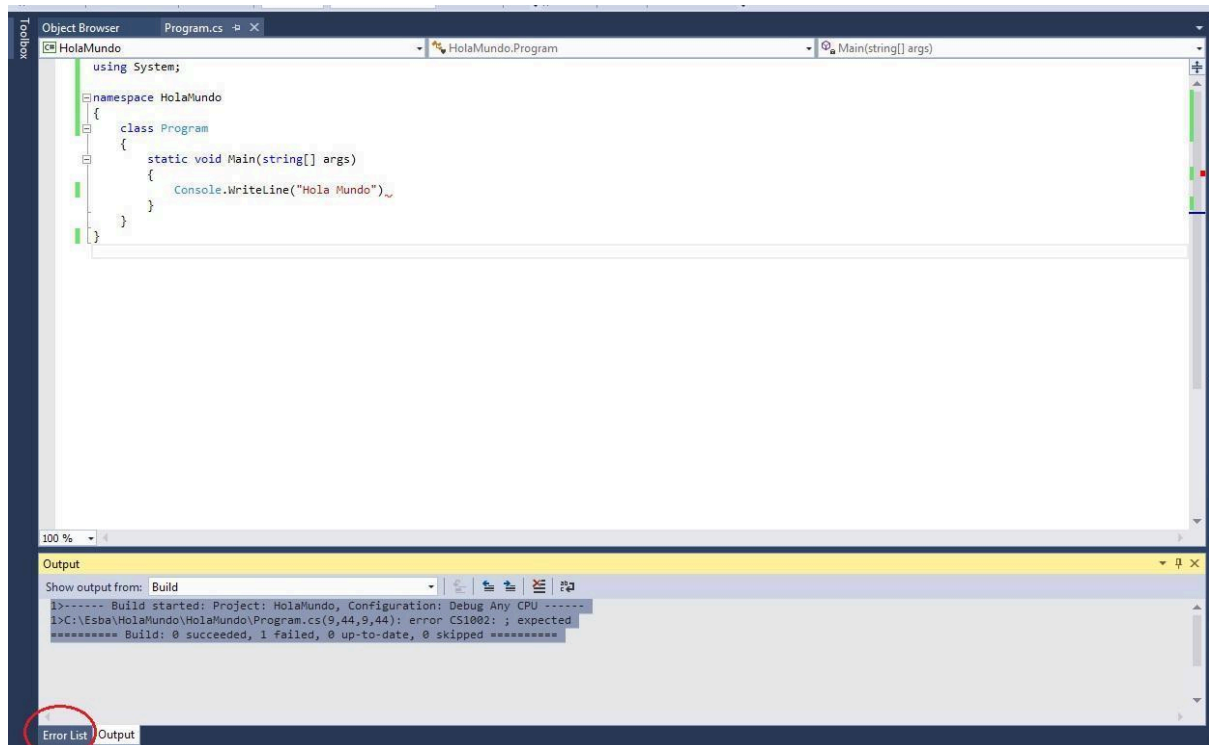 Toolbox
Object Browser Program.cs
C# HolaMundo HolaMundo.Program Main(string[] args)
using System;
namespace HolaMundo
{
class Program
{
static void Main(string[] args)
{
Console.WriteLine("Hola Mundo")
}
}
}
100 %
Output
Show output from: Build
1>------ Build started: Project: HolaMundo, Configuration: Debug Any CPU ------
1>C:\Esba\HolaMundo\HolaMundo\Program.cs(9,44,9,44): error CS1002: ; expected
========== Build: 0 succeeded, 1 failed, 0 up-to-date, 0 skipped ==========
Error List Output